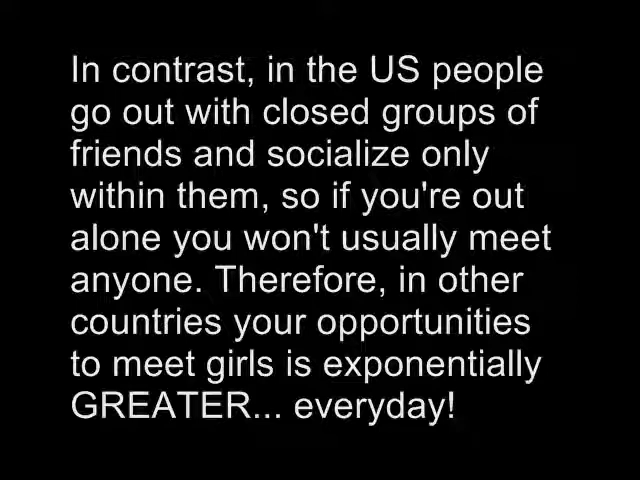 In contrast, in the US people
go out with closed groups of
friends and socialize only
within them, so if you're out
alone you won't usually meet
anyone. Therefore, in other
countries your opportunities
to meet girls is exponentially
GREATER... everyday!